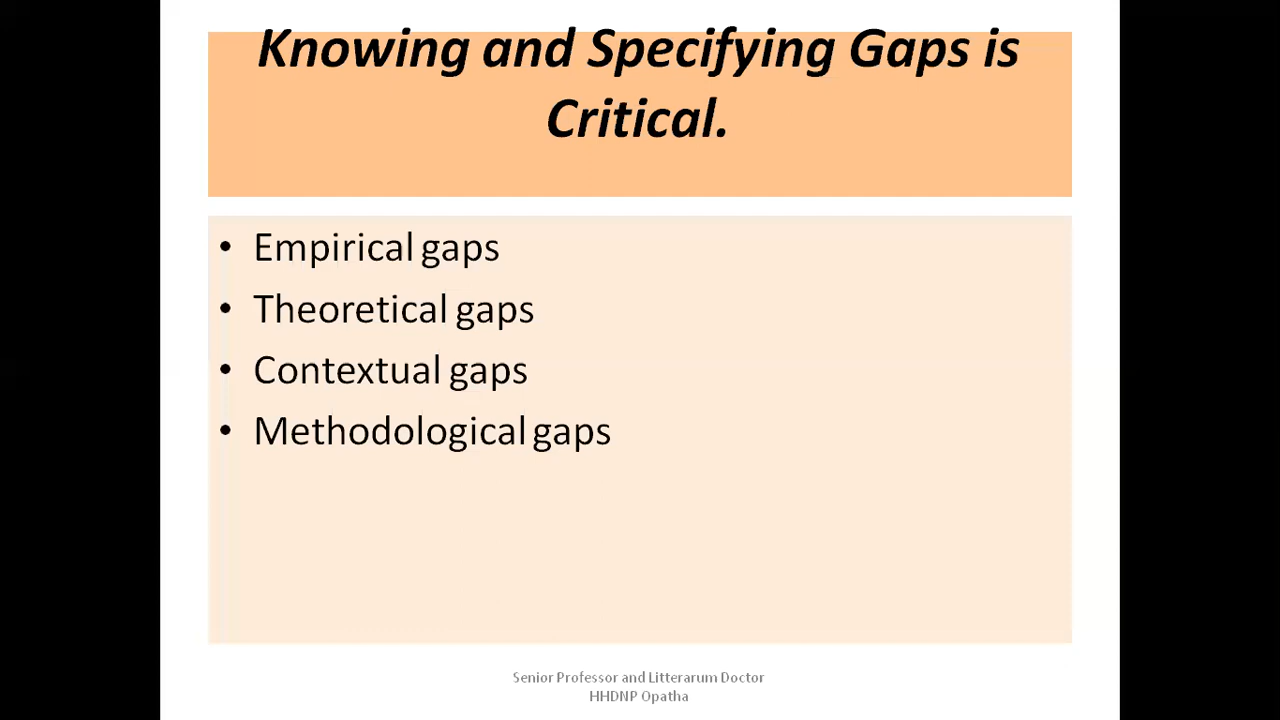 Knowing and Specifying Gaps is
Critical.
• Empirical gaps
• Theoretical gaps
• Contextual gaps
• Methodological gaps
Senior Professor and Litterarum Doctor
HHDNP Opatha